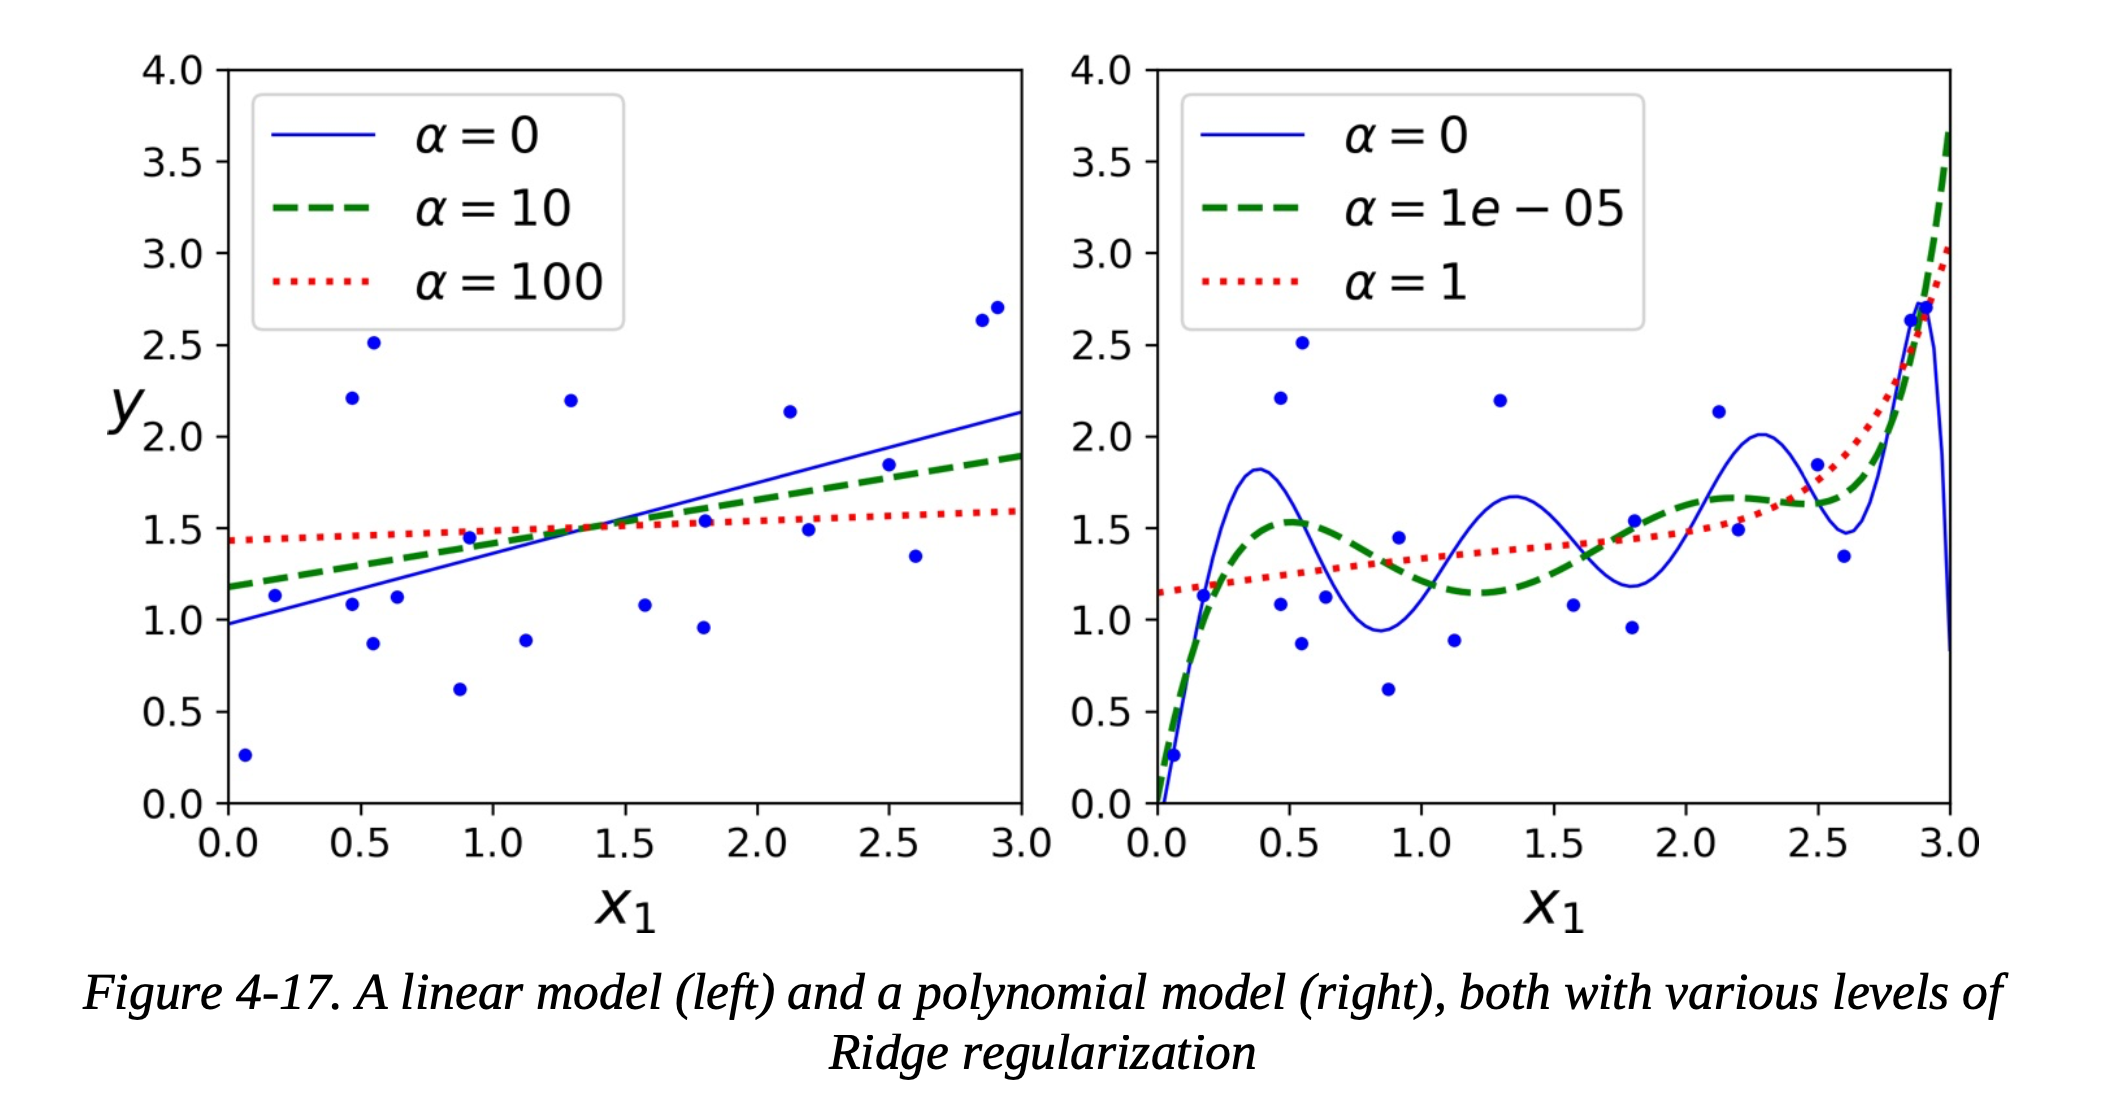 4.0
3.5
3.0
2.5
2.0
1.5
1.0
0.5
0.0
y
α = 0
α = 10
α = 100
0.0 0.5 1.0 1.5 2.0 2.5 3.0
x₁
4.0
3.5
3.0
2.5
2.0
1.5
1.0
0.5
0.0
α = 0
α = 1e − 05
α = 1
0.0 0.5 1.0 1.5 2.0 2.5 3.0
x₁
Figure 4-17. A linear model (left) and a polynomial model (right), both with various levels of
Ridge regularization